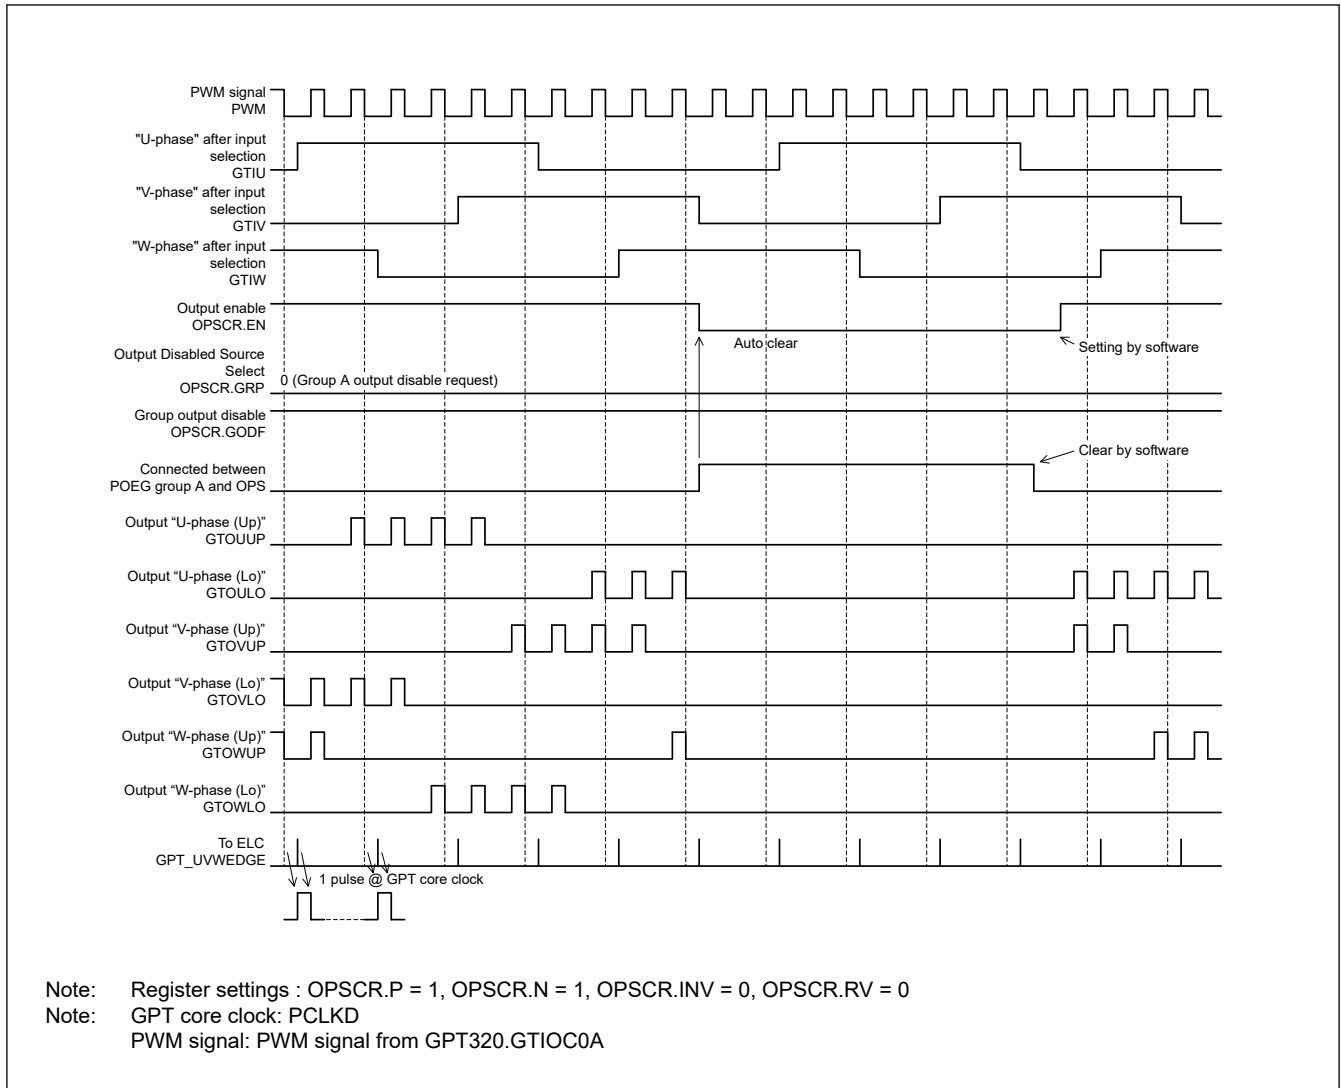 PWM signal
PWM
"U-phase" after input
selection
GTIU
"V-phase" after input
selection
GTIV
"W-phase" after input
selection
GTIW
Output enable
OPSCR.EN
Auto clear
Setting by software
Output Disabled Source
Select
OPSCR.GRP
0 (Group A output disable request)
Group output disable
OPSCR.GODF
Clear by software
Connected between
POEG group A and OPS
Output “U-phase (Up)”
GTOUUP
Output “U-phase (Lo)”
GTOULO
Output “V-phase (Up)”
GTOVUP
Output “V-phase (Lo)”
GTOVLO
Output “W-phase (Up)”
GTOWUP
Output “W-phase (Lo)”
GTOWLO
To ELC
GPT_UVWEDGE
1 pulse @ GPT core clock
Note: Register settings : OPSCR.P = 1, OPSCR.N = 1, OPSCR.INV = 0, OPSCR.RV = 0
Note: GPT core clock: PCLKD
PWM signal: PWM signal from GPT320.GTIOC0A